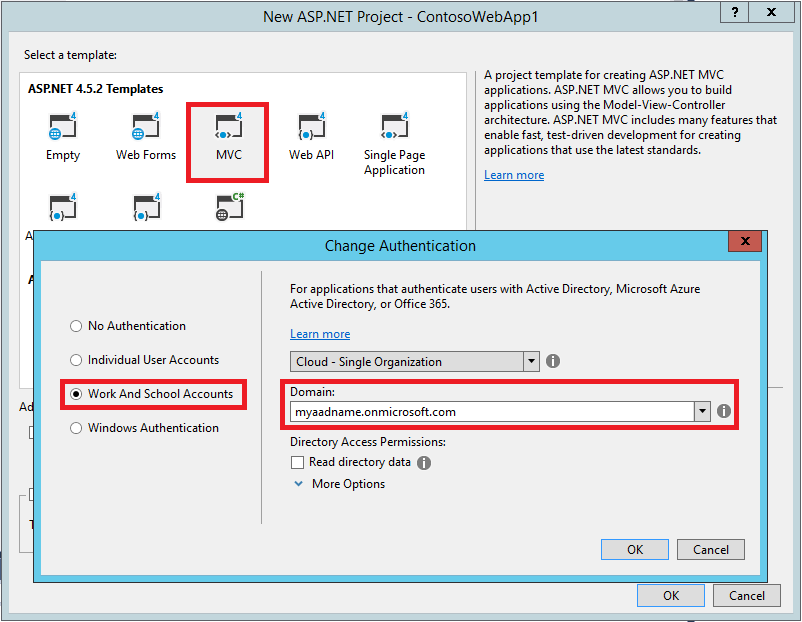 New ASP.NET Project - ContosoWebApp1
?
X
Select a template:
ASP.NET 4.5.2 Templates
4
4
4
4
4
Empty
Web Forms
MVC
Web API
Single Page
Application
4
4
C#
A project template for creating ASP.NET MVC
applications. ASP.NET MVC allows you to build
applications using the Model-View-Controller
architecture. ASP.NET MVC includes many features that
enable fast, test-driven development for creating
applications that use the latest standards.
Learn more
A
A
Ad
T
Change Authentication
X
No Authentication
Individual User Accounts
Work And School Accounts
Windows Authentication
For applications that authenticate users with Active Directory, Microsoft Azure
Active Directory, or Office 365.
Learn more
Cloud - Single Organization
Domain:
myaadname.onmicrosoft.com
Directory Access Permissions:
Read directory data
More Options
OK
Cancel
OK
Cancel